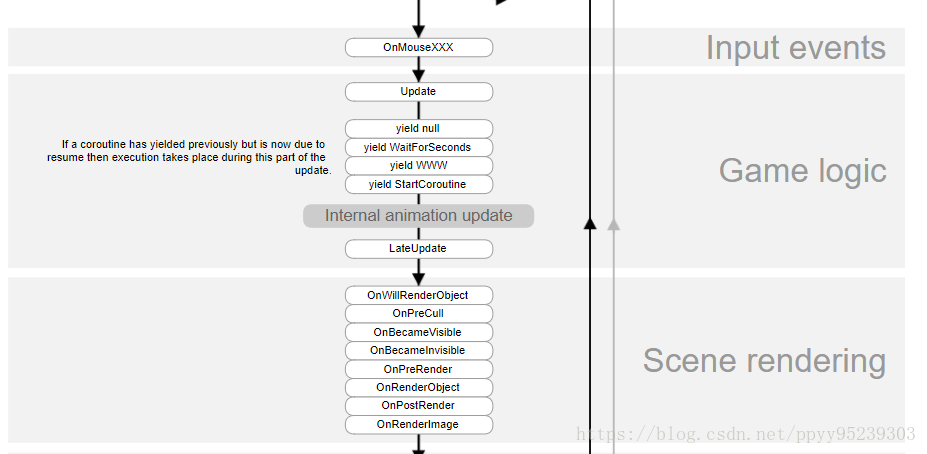 OnMouseXXX
Input events
Update
If a coroutine has yielded previously but is now due to
resume then execution takes place during this part of the
update.
yield null
yield WaitForSeconds
yield WWW
yield StartCoroutine
Game logic
Internal animation update
LateUpdate
OnWillRenderObject
OnPreCull
OnBecameVisible
OnBecameInvisible
OnPreRender
OnRenderObject
OnPostRender
OnRenderImage
Scene rendering
https://blog.csdn.net/ppyy95239303